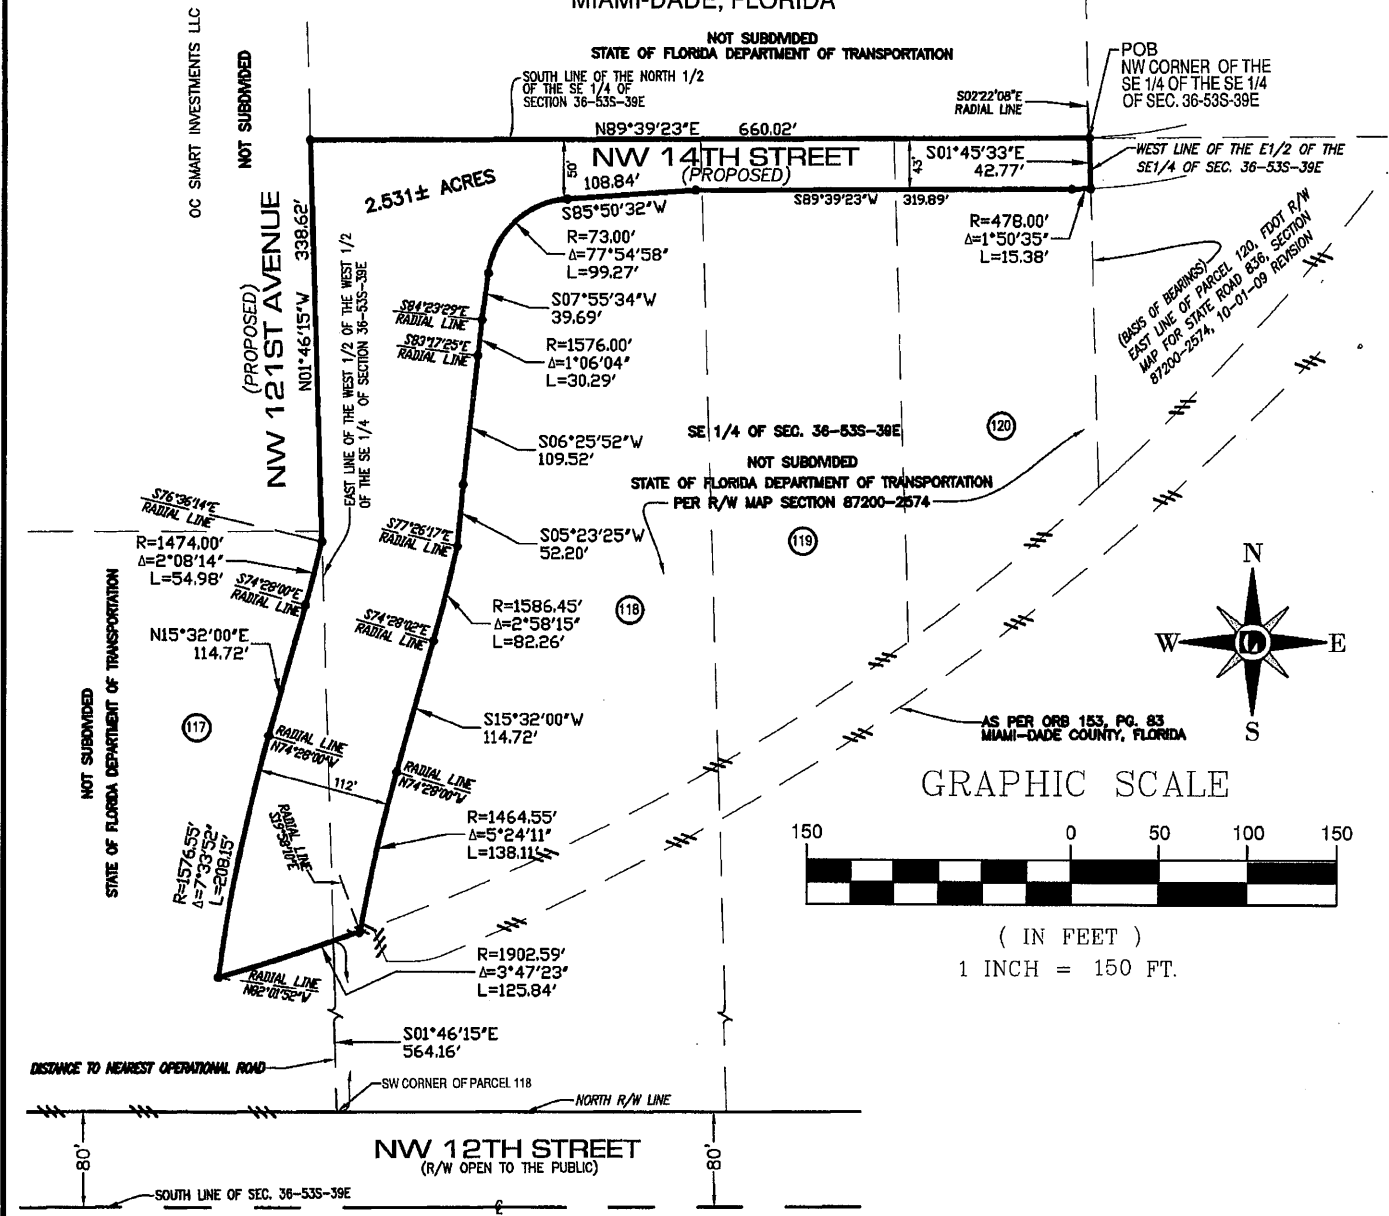 MIAMI-DADE, FLORIDA
OC SMART INVESTMENTS LLC
NOT SUBDIVIDED
NOT SUBDIVIDED
STATE OF FLORIDA DEPARTMENT OF TRANSPORTATION
SOUTH LINE OF THE NORTH 1/2
OF THE SE 1/4 OF
SECTION 36-53S-39E
POB
NW CORNER OF THE
SE 1/4 OF THE SE 1/4
OF SEC. 36-53S-39E
S02°22'08"E
RADIAL LINE
N89°39'23"E 660.02'
NW 14TH STREET
(PROPOSED)
50'
43'
S01°45'33"E
42.77'
WEST LINE OF THE E1/2 OF THE
SE1/4 OF SEC. 36-53S-39E
2.531± ACRES
108.84'
S85°50'32"W
S89°39'23"W 319.89'
R=478.00'
Δ=1°50'35"
L=15.38'
R=73.00'
Δ=77°54'58"
L=99.27'
NW 121ST AVENUE
(PROPOSED)
N01°46'15"W 338.62'
EAST LINE OF THE WEST 1/2 OF THE WEST 1/2
OF THE SE 1/4 OF SECTION 36-53S-39E
(BASIS OF BEARINGS)
EAST LINE OF PARCEL 120, FDOT R/W
MAP FOR STATE ROAD 836, SECTION
87200-2574, 10-01-09 REVISION
S07°55'34"W
39.69'
S84°23'29"E
RADIAL LINE
S83°17'25"E
RADIAL LINE
R=1576.00'
Δ=1°06'04"
L=30.29'
S06°25'52"W
109.52'
SE 1/4 OF SEC. 36-53S-39E
120
NOT SUBDIVIDED
STATE OF FLORIDA DEPARTMENT OF TRANSPORTATION
PER R/W MAP SECTION 87200-2574
S76°36'14"E
RADIAL LINE
R=1474.00'
Δ=2°08'14"
L=54.98'
S77°26'17"E
RADIAL LINE
S05°23'25"W
52.20'
119
S74°28'00"E
RADIAL LINE
R=1586.45'
Δ=2°58'15"
L=82.26'
118
S74°28'02"E
RADIAL LINE
N15°32'00"E
114.72'
N
W
E
S
NOT SUBDIVIDED
STATE OF FLORIDA DEPARTMENT OF TRANSPORTATION
117
S15°32'00"W
114.72'
RADIAL LINE
N74°28'00"W
AS PER ORB 153, PG. 83
MIAMI-DADE COUNTY, FLORIDA
RADIAL LINE
N74°28'00"W
112'
GRAPHIC SCALE
150 0 50 100 150
( IN FEET )
1 INCH = 150 FT.
R=1464.55'
Δ=5°24'11"
L=138.11'
RADIAL LINE
R=1576.55'
Δ=7°33'52"
L=208.15'
RADIAL LINE
N82°01'52"W
R=1902.59'
Δ=3°47'23"
L=125.84'
S01°46'15"E
564.16'
DISTANCE TO NEAREST OPERATIONAL ROAD
SW CORNER OF PARCEL 118
NORTH R/W LINE
80'
NW 12TH STREET
(R/W OPEN TO THE PUBLIC)
80'
SOUTH LINE OF SEC. 36-53S-39E